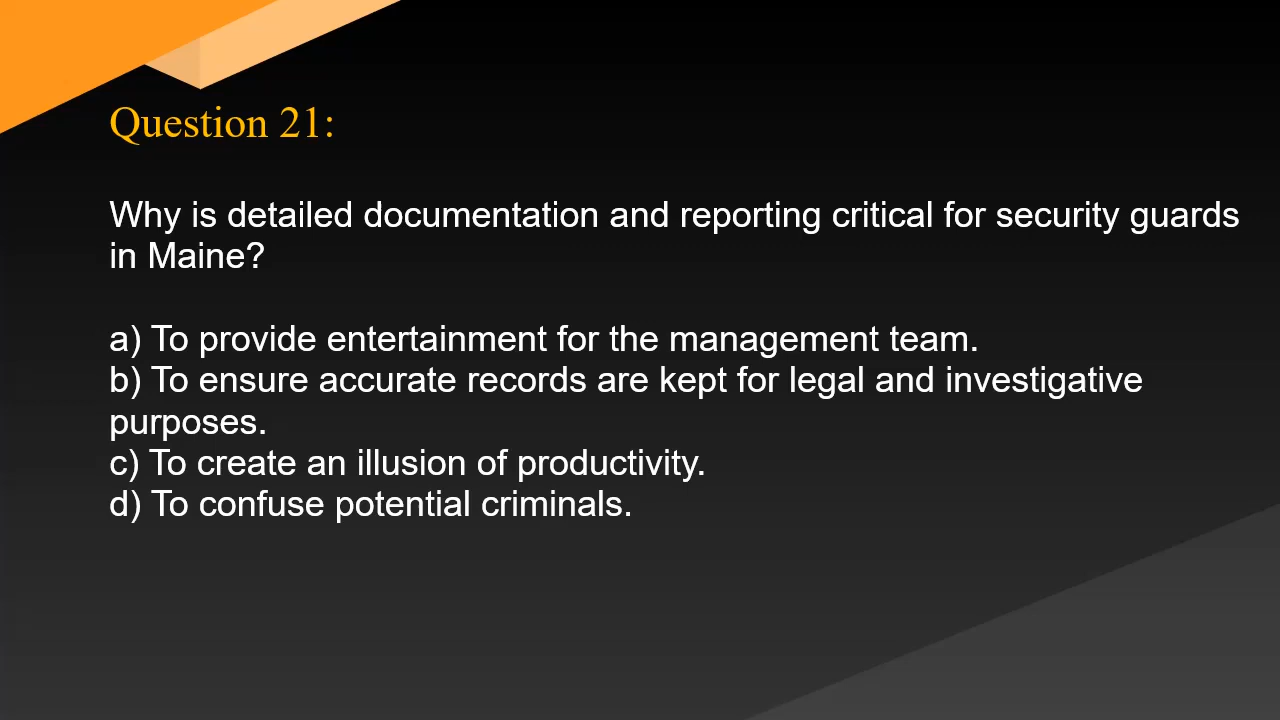 Question 21:
Why is detailed documentation and reporting critical for security guards
in Maine?
a) To provide entertainment for the management team.
b) To ensure accurate records are kept for legal and investigative
purposes.
c) To create an illusion of productivity.
d) To confuse potential criminals.